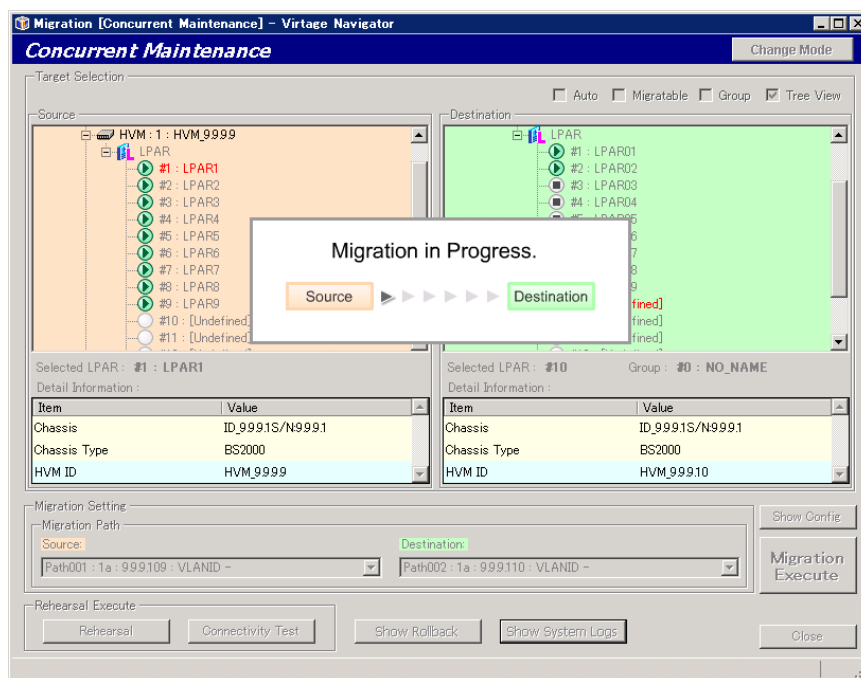 Migration [Concurrent Maintenance] - Virtage Navigator
Concurrent Maintenance
Change Mode
Target Selection
Auto Migratable Group Tree View
Source
HVM : 1 : HVM_9.9.9.9
LPAR
#1 : LPAR1
#2 : LPAR2
#3 : LPAR3
#4 : LPAR4
#5 : LPAR5
#6 : LPAR6
#7 : LPAR7
#8 : LPAR8
#9 : LPAR9
#10 : [Undefined]
#11 : [Undefined]
Destination
LPAR
#1 : LPAR01
#2 : LPAR02
#3 : LPAR03
#4 : LPAR04
Migration in Progress.
Source
Destination
Selected LPAR : #1 : LPAR1
Detail Information :
Item Value
Chassis ID_9.9.9.1S/N:9.9.9.1
Chassis Type BS2000
HVM ID HVM_9.9.9.9
Selected LPAR : #10 Group : #0 : NO_NAME
Detail Information :
Item Value
Chassis ID_9.9.9.1S/N:9.9.9.1
Chassis Type BS2000
HVM ID HVM_9.9.9.10
Migration Setting
Migration Path
Source:
Path001 : 1a : 9.9.9.109 : VLANID -
Destination:
Path002 : 1a : 9.9.9.110 : VLANID -
Show Config
Migration
Execute
Rehearsal Execute
Rehearsal
Connectivity Test
Show Rollback
Show System Logs
Close